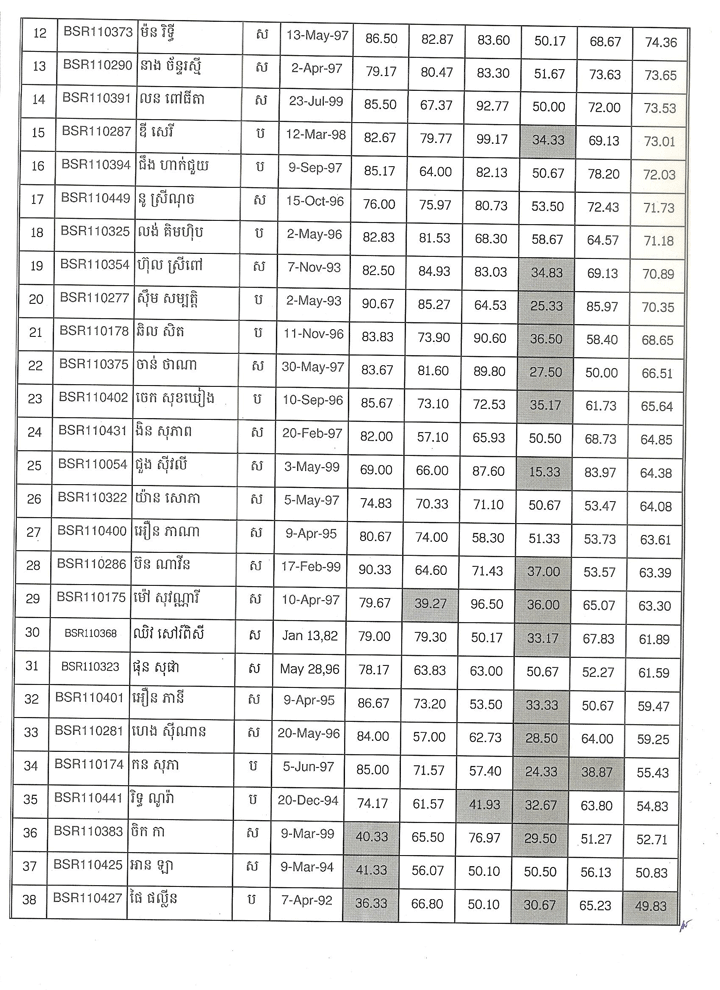 12 BSR110373 ម៉ន រិទ្ធី ស 13-May-97 86.50 82.87 83.60 50.17 68.67 74.36
13 BSR110290 នាង ច័ន្ទរស្មី ស 2-Apr-97 79.17 80.47 83.30 51.67 73.63 73.65
14 BSR110391 លន ពៅធីតា ស 23-Jul-99 85.50 67.37 92.77 50.00 72.00 73.53
15 BSR110287 ឌី សេរី ប 12-Mar-98 82.67 79.77 99.17 34.33 69.13 73.01
16 BSR110394 ជឹង ហាក់ជួយ ប 9-Sep-97 85.17 64.00 82.13 50.67 78.20 72.03
17 BSR110449 នូ ស្រីណុច ស 15-Oct-96 76.00 75.97 80.73 53.50 72.43 71.73
18 BSR110325 លង់ គិមហ៊ិប ប 2-May-96 82.83 81.53 68.30 58.67 64.57 71.18
19 BSR110354 ហ៊ុល ស្រីពៅ ស 7-Nov-93 82.50 84.93 83.03 34.83 69.13 70.89
20 BSR110277 ស៊ឹម សម្បត្តិ ប 2-May-93 90.67 85.27 64.53 25.33 85.97 70.35
21 BSR110178 ឆិល សិត ប 11-Nov-96 83.83 73.90 90.60 36.50 58.40 68.65
22 BSR110375 ចាន់ ថាណា ស 30-May-97 83.67 81.60 89.80 27.50 50.00 66.51
23 BSR110402 ចេក សុខឃៀង ប 10-Sep-96 85.67 73.10 72.53 35.17 61.73 65.64
24 BSR110431 ងិន សុភាព ស 20-Feb-97 82.00 57.10 65.93 50.50 68.73 64.85
25 BSR110054 ជួង ស៊ីវលី ស 3-May-99 69.00 66.00 87.60 15.33 83.97 64.38
26 BSR110322 យ៉ាន សោភា ស 5-May-97 74.83 70.33 71.10 50.67 53.47 64.08
27 BSR110400 អឿន ភាណា ស 9-Apr-95 80.67 74.00 58.30 51.33 53.73 63.61
28 BSR110286 ប៊ន ណារីន ស 17-Feb-99 90.33 64.60 71.43 37.00 53.57 63.39
29 BSR110175 ម៉ៅ សុវណ្ណារី ស 10-Apr-97 79.67 39.27 96.50 36.00 65.07 63.30
30 BSR110368 ឈិវ សៅរ៍ពិសី ស Jan 13,82 79.00 79.30 50.17 33.17 67.83 61.89
31 BSR110323 ផុន សុផា ស May 28,96 78.17 63.83 63.00 50.67 52.27 61.59
32 BSR110401 អឿន ភានី ស 9-Apr-95 86.67 73.20 53.50 33.33 50.67 59.47
33 BSR110281 ហេង ស៊ីណាន ស 20-May-96 84.00 57.00 62.73 28.50 64.00 59.25
34 BSR110174 កន សុភា ប 5-Jun-97 85.00 71.57 57.40 24.33 38.87 55.43
35 BSR110441 រិទ្ធ ណូរ៉ា ប 20-Dec-94 74.17 61.57 41.93 32.67 63.80 54.83
36 BSR110383 ចិក កា ស 9-Mar-99 40.33 65.50 76.97 29.50 51.27 52.71
37 BSR110425 អាន ឡា ស 9-Mar-94 41.33 56.07 50.10 50.50 56.13 50.83
38 BSR110427 ផៃ ផល្លីន ប 7-Apr-92 36.33 66.80 50.10 30.67 65.23 49.83